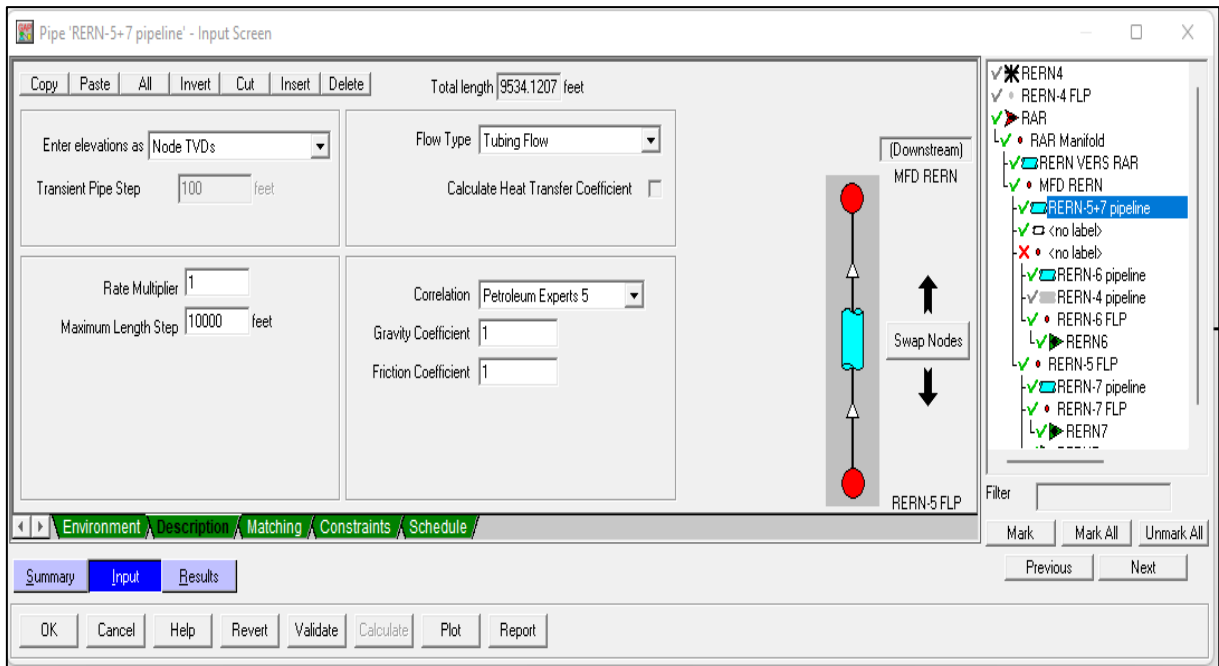 Pipe 'RERN-5+7 pipeline' - Input Screen
Copy Paste All Invert Cut Insert Delete
Total length 9534.1207 feet
Enter elevations as Node TVDs
Transient Pipe Step 100 feet
Flow Type Tubing Flow
Calculate Heat Transfer Coefficient
Rate Multiplier 1
Maximum Length Step 10000 feet
Correlation Petroleum Experts 5
Gravity Coefficient 1
Friction Coefficient 1
(Downstream)
MFD RERN
Swap Nodes
RERN-5 FLP
Environment Description Matching Constraints Schedule
Summary Input Results
OK Cancel Help Revert Validate Calculate Plot Report
RERN4
RERN-4 FLP
RAR
RAR Manifold
RERN VERS RAR
MFD RERN
RERN-5+7 pipeline
<no label>
<no label>
RERN-6 pipeline
RERN-4 pipeline
RERN-6 FLP
RERN6
RERN-5 FLP
RERN-7 pipeline
RERN-7 FLP
RERN7
Filter
Mark Mark All Unmark All
Previous Next